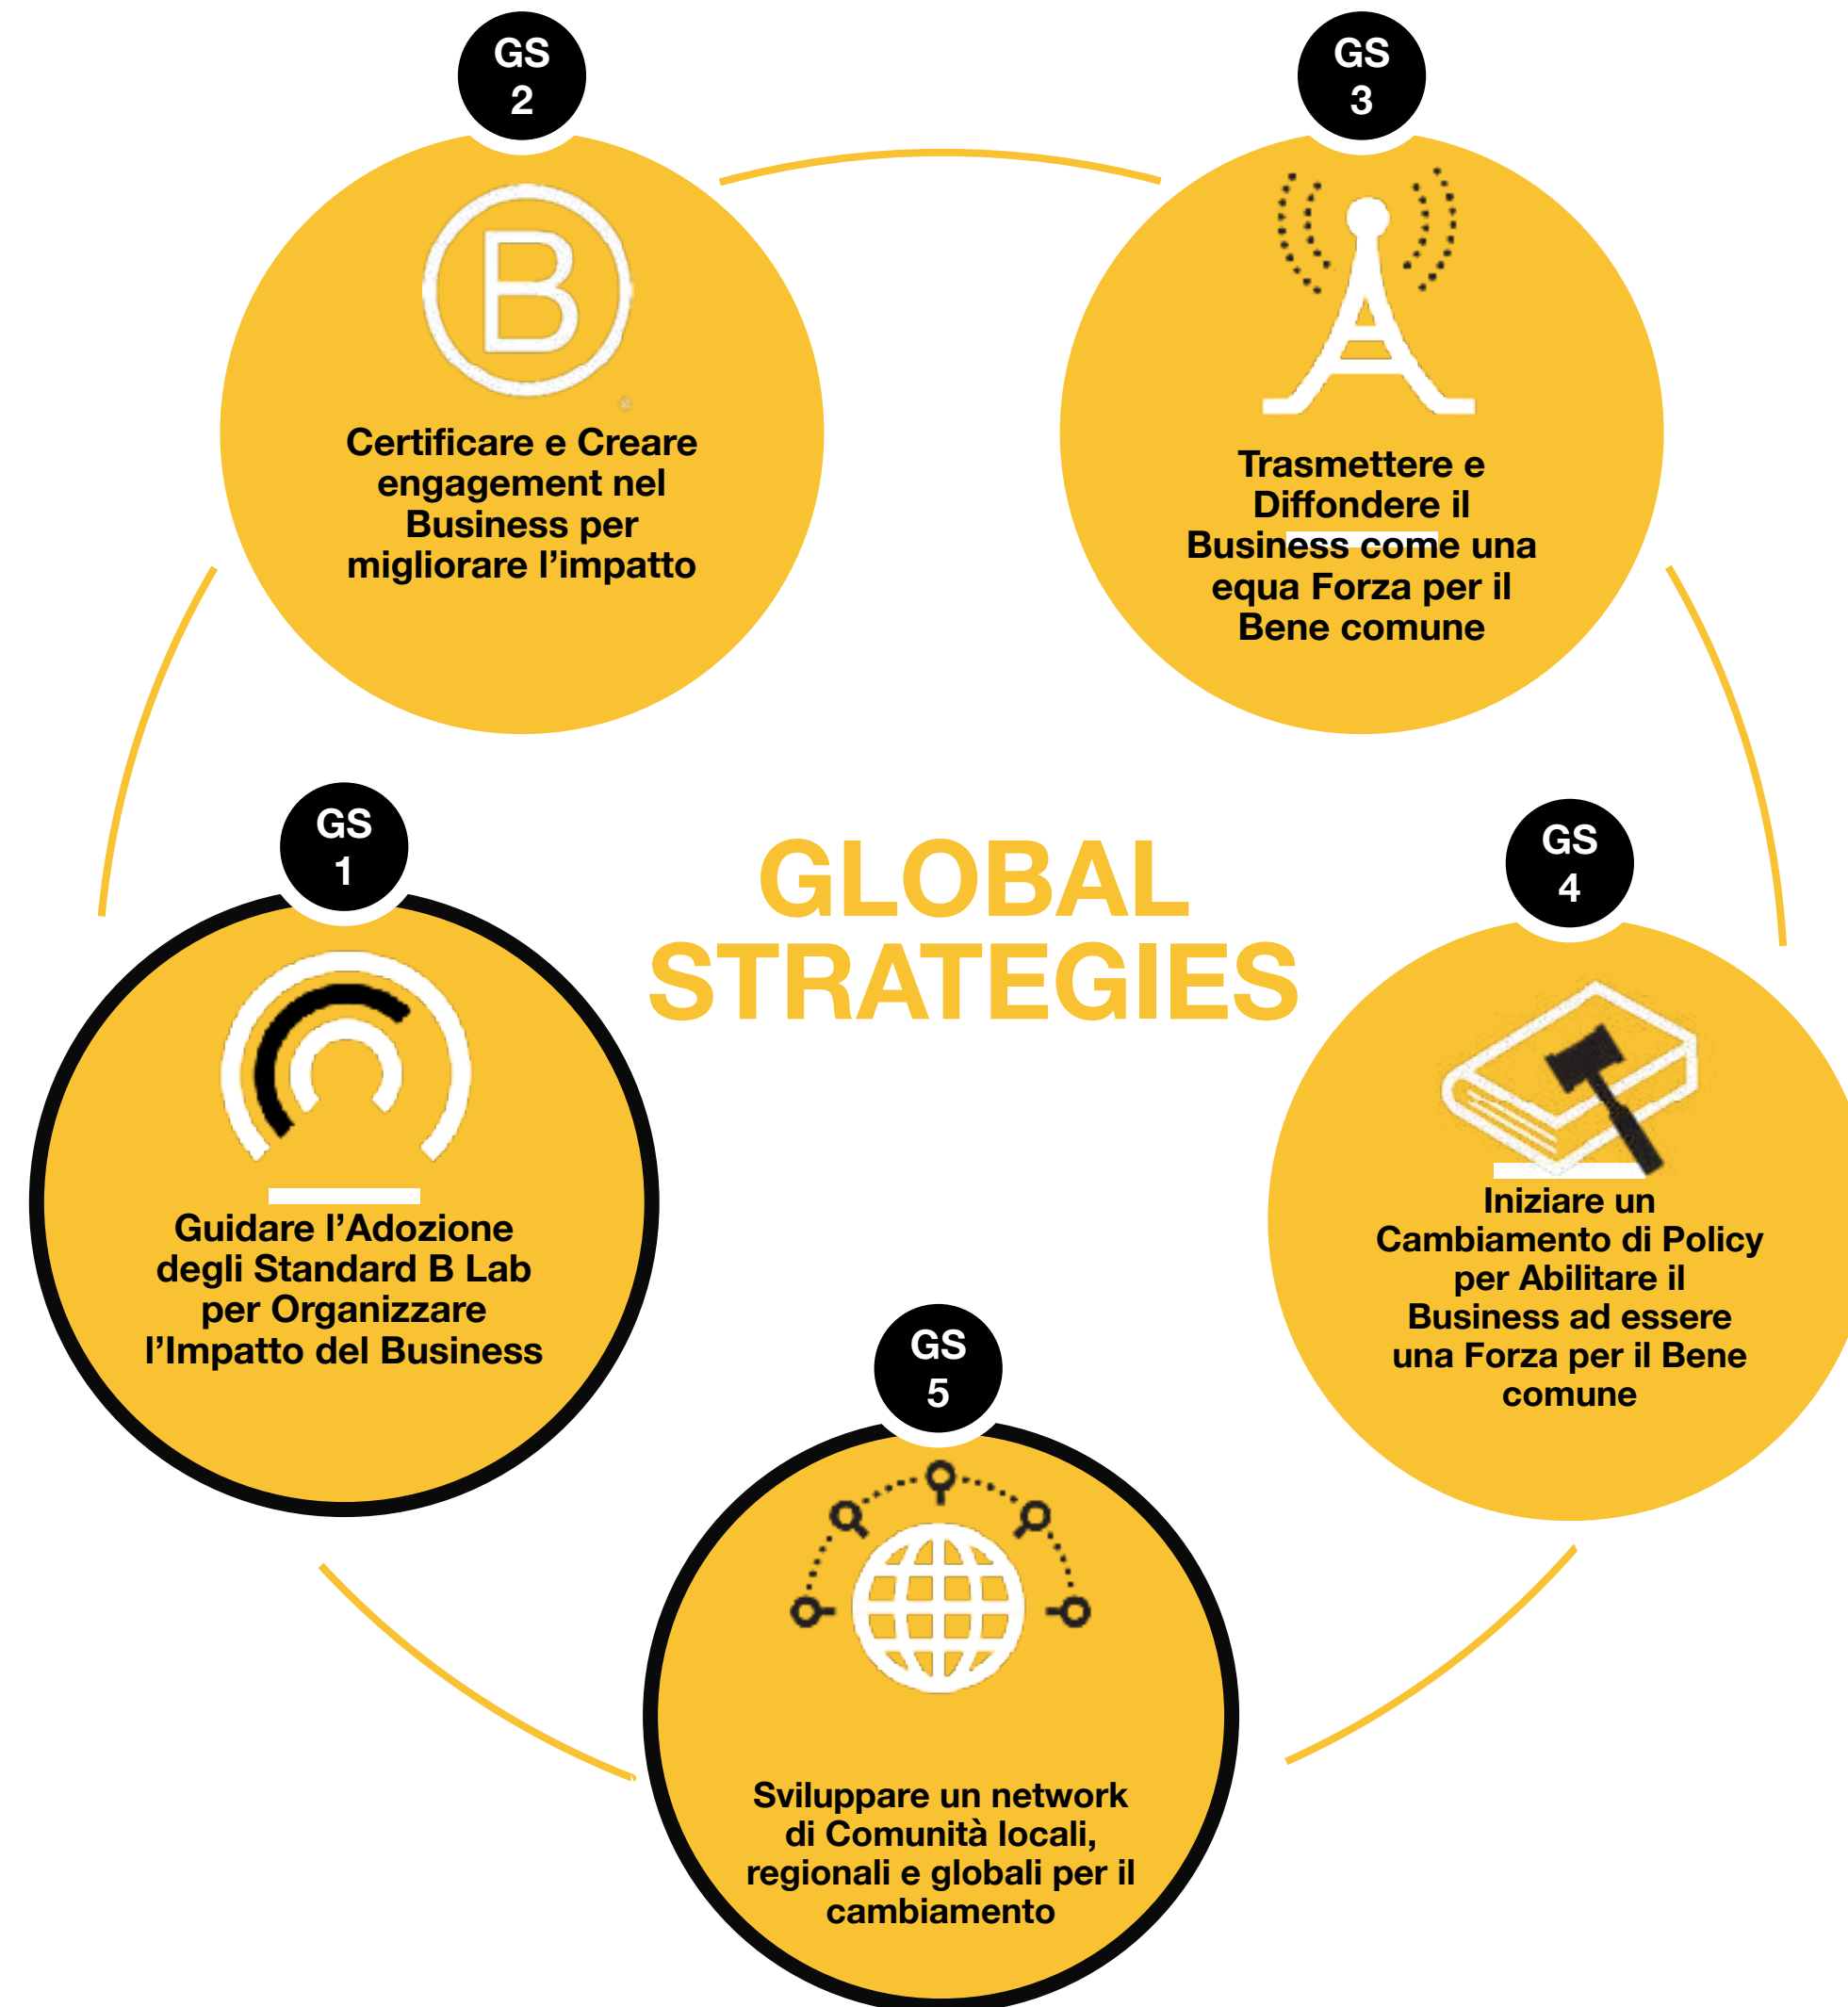 GS
2
B
Certificare e Creare
engagement nel
Business per
migliorare l’impatto
GS
3
Trasmettere e
Diffondere il
Business come una
equa Forza per il
Bene comune
GLOBAL
STRATEGIES
GS
1
Guidare l’Adozione
degli Standard B Lab
per Organizzare
l’Impatto del Business
GS
4
Iniziare un
Cambiamento di Policy
per Abilitare il
Business ad essere
una Forza per il Bene
comune
GS
5
Sviluppare un network
di Comunità locali,
regionali e globali per il
cambiamento